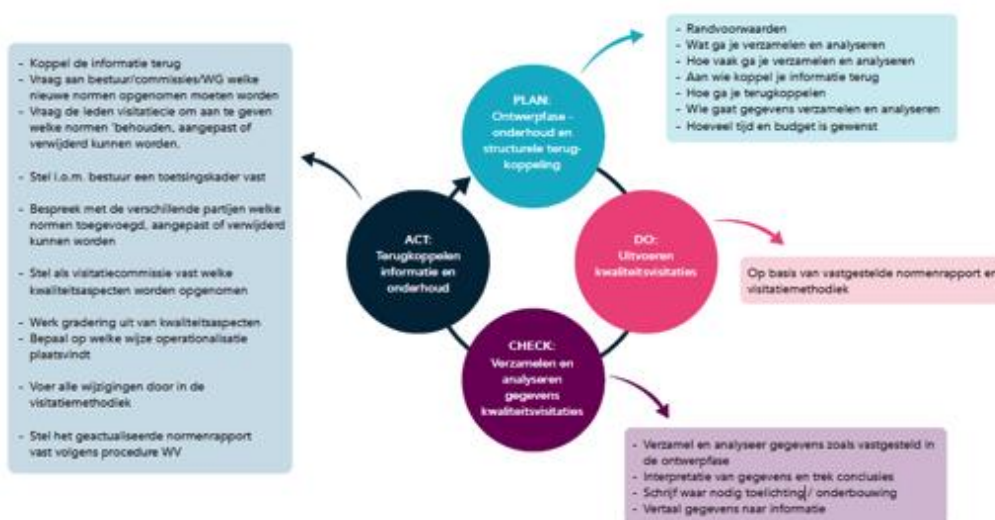 - Koppel de informatie terug
- Vraag aan bestuur/commissies/WG welke
nieuwe normen opgenomen moeten worden
- Vraag de leden visitatiecie om aan te geven
welke normen 'behouden, aangepast of
verwijderd kunnen worden.
- Stel i.o.m. bestuur een toetsingskader vast
- Bespreek met de verschillende partijen welke
normen toegevoegd, aangepast of verwijderd
kunnen worden
- Stel als visitatiecommissie vast welke
kwaliteitsaspecten worden opgenomen
- Werk gradering uit van kwaliteitsaspecten
- Bepaal op welke wijze operationalisatie
plaatsvindt
- Voer alle wijzigingen door in de
visitatiemethodiek
- Stel het geactualiseerde normenrapport
vast volgens procedure WV
PLAN:
Ontwerpfase -
onderhoud en
structurele terug-
koppeling
- Randvoorwaarden
- Wat ga je verzamelen en analyseren
- Hoe vaak ga je verzamelen en analyseren
- Aan wie koppel je informatie terug
- Hoe ga je terugkoppelen
- Wie gaat gegevens verzamelen en analyseren
- Hoeveel tijd en budget is gewenst
ACT:
Terugkoppelen
informatie en
onderhoud
DO:
Uitvoeren
kwaliteitsvisitaties
Op basis van vastgestelde normenrapport en
visitatiemethodiek
CHECK:
Verzamelen en
analyseren
gegevens
kwaliteitsvisitaties
- Verzamel en analyseer gegevens zoals vastgesteld in
de ontwerpfase
- Interpretatie van gegevens en trek conclusies
- Schrijf waar nodig toelichting / onderbouwing
- Vertaal gegevens naar informatie